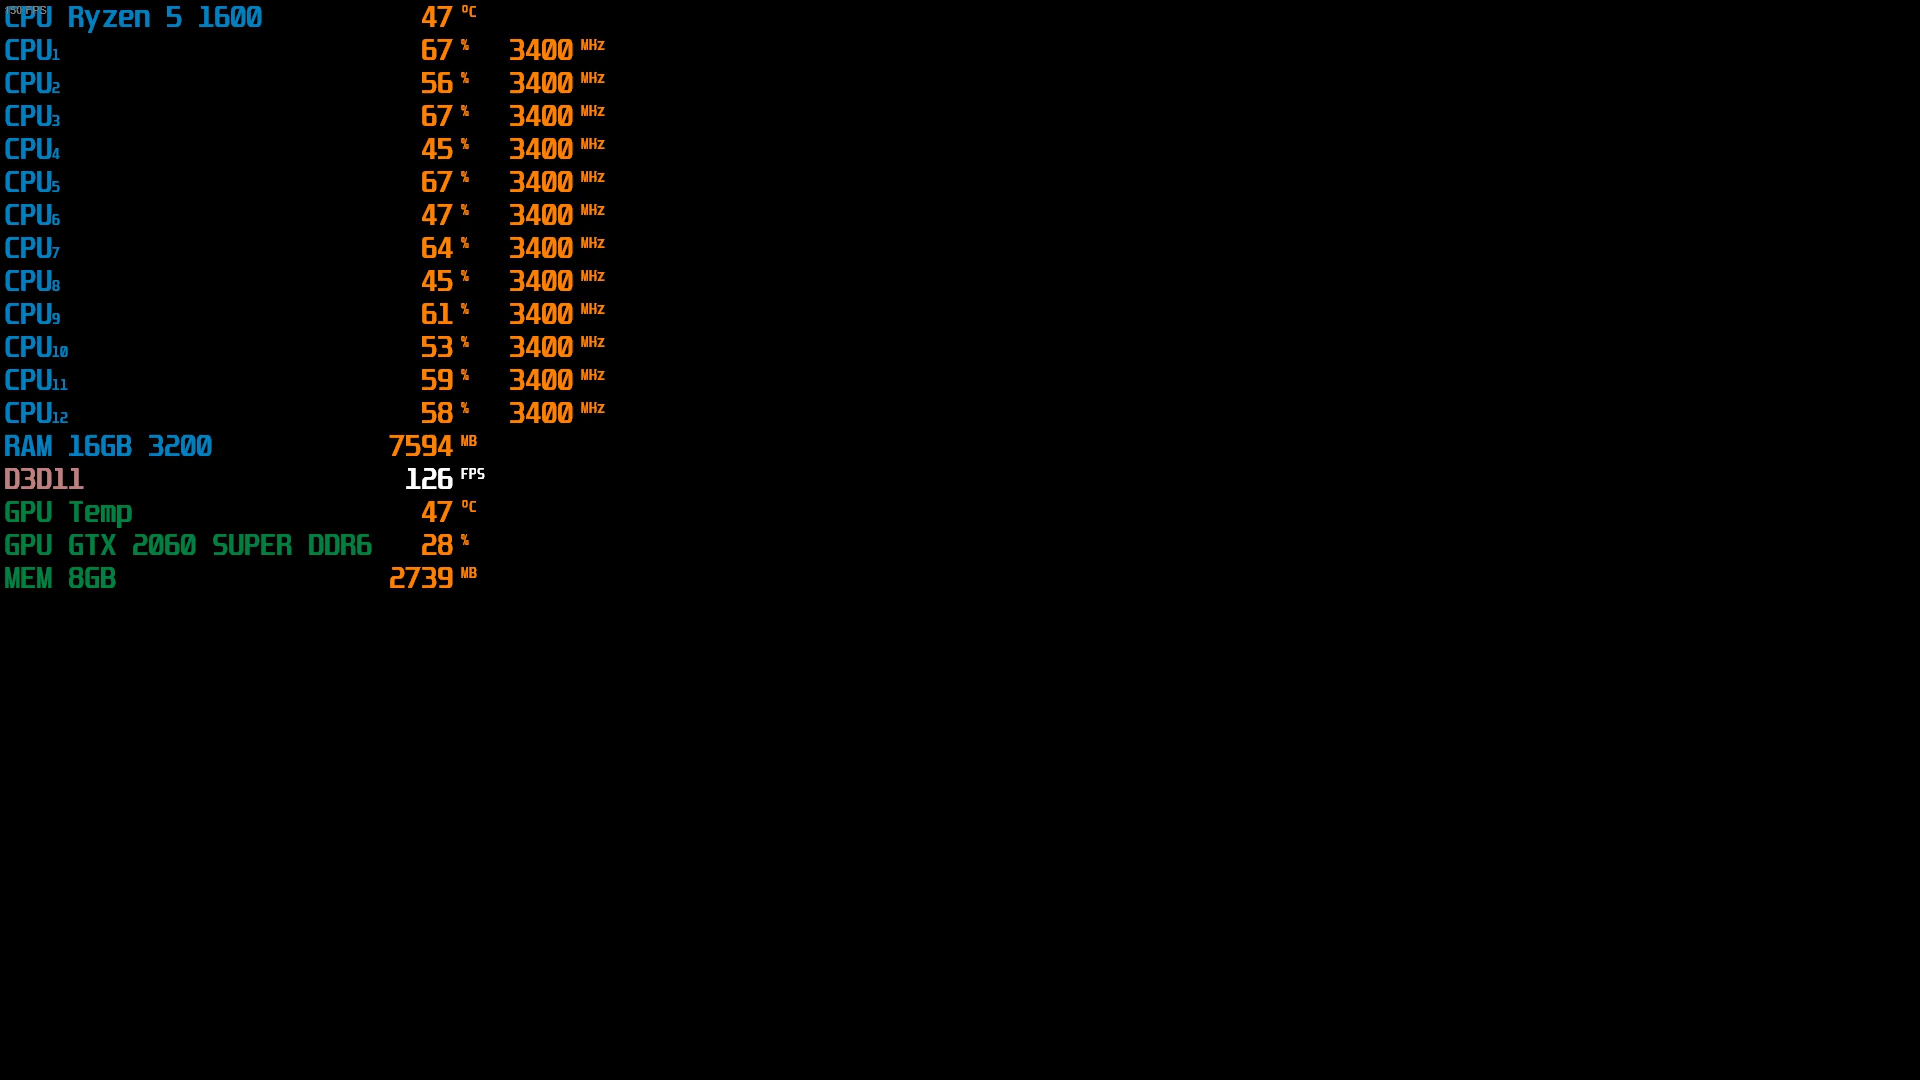 CPU Ryzen 5 1600 47 °C
CPU1 67 % 3400 MHz
CPU2 56 % 3400 MHz
CPU3 67 % 3400 MHz
CPU4 45 % 3400 MHz
CPU5 67 % 3400 MHz
CPU6 47 % 3400 MHz
CPU7 64 % 3400 MHz
CPU8 45 % 3400 MHz
CPU9 61 % 3400 MHz
CPU10 53 % 3400 MHz
CPU11 59 % 3400 MHz
CPU12 58 % 3400 MHz
RAM 16GB 3200 7594 MB
D3D11 126 FPS
GPU Temp 47 °C
GPU GTX 2060 SUPER DDR6 28 %
MEM 8GB 2739 MB